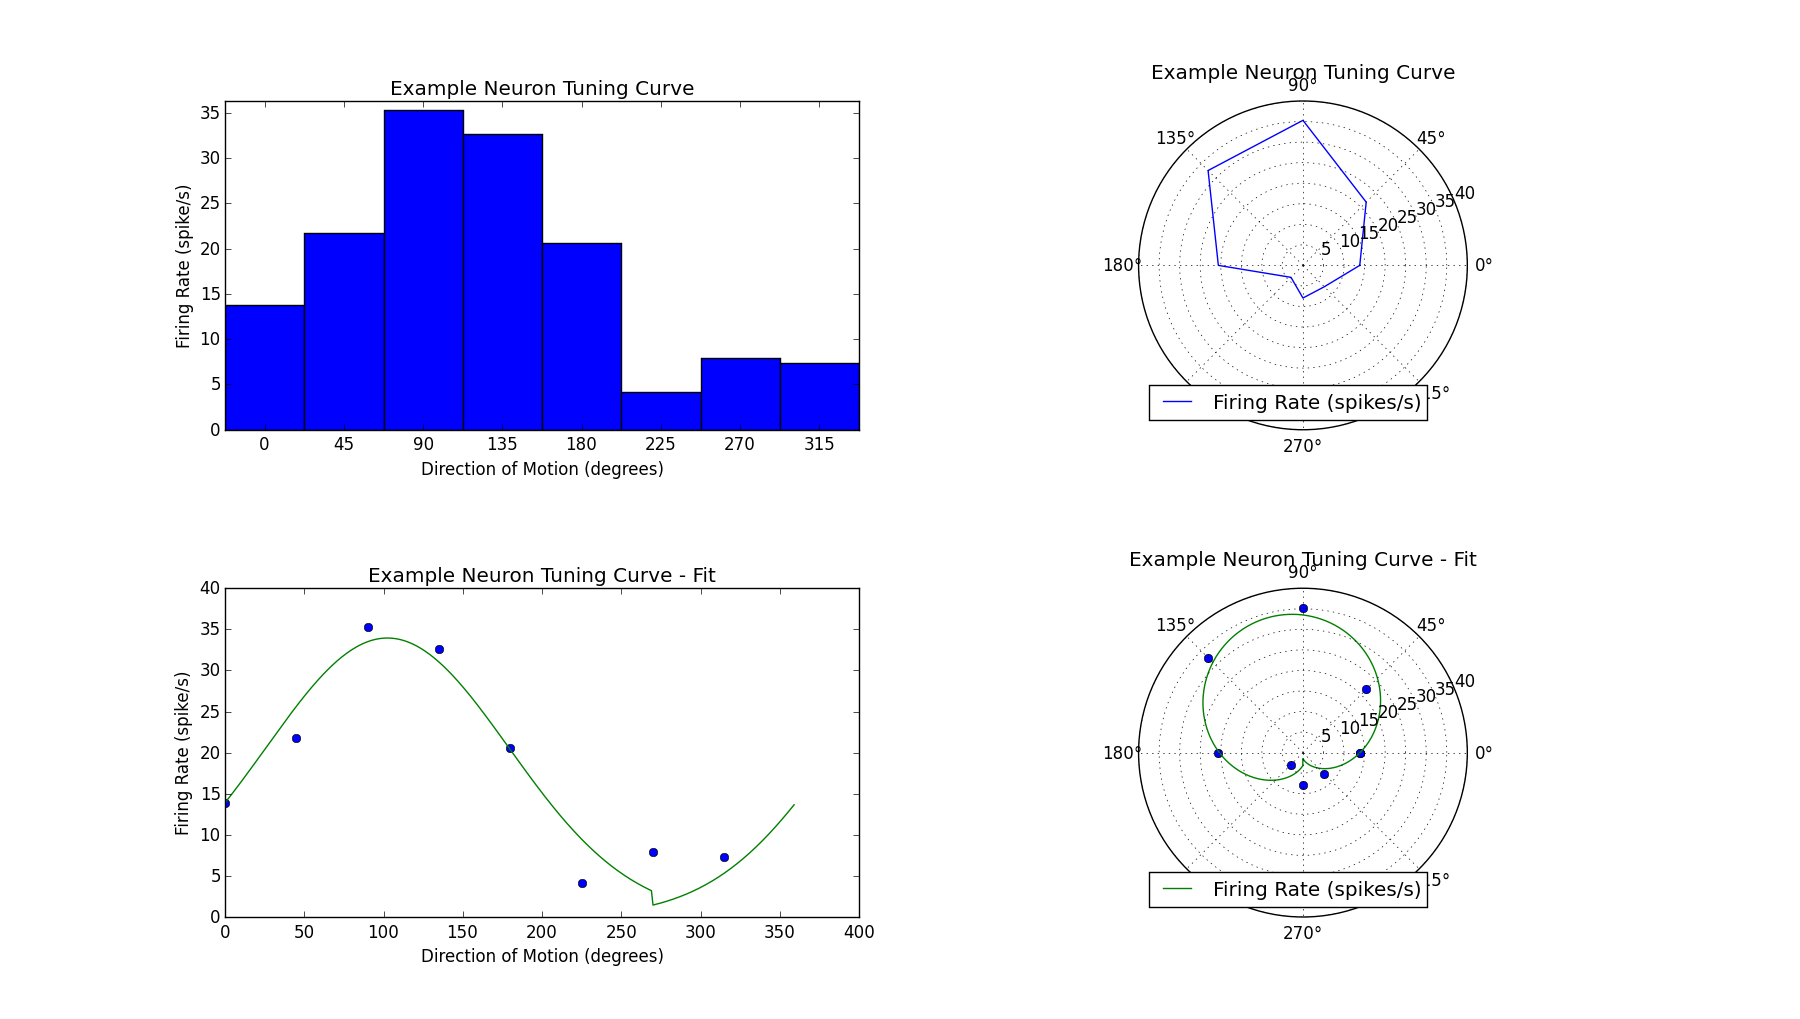 Example Neuron Tuning Curve
35
30
25
20
15
10
5
0
Firing Rate (spike/s)
0 45 90 135 180 225 270 315
Direction of Motion (degrees)
Example Neuron Tuning Curve
90°
135° 45°
180° 0°
5 10 15 20 25 30 35 40
5°
270°
Firing Rate (spikes/s)
Example Neuron Tuning Curve - Fit
40
35
30
25
20
15
10
5
0
Firing Rate (spike/s)
0 50 100 150 200 250 300 350 400
Direction of Motion (degrees)
Example Neuron Tuning Curve - Fit
90°
135° 45°
180° 0°
5 10 15 20 25 30 35 40
5°
270°
Firing Rate (spikes/s)